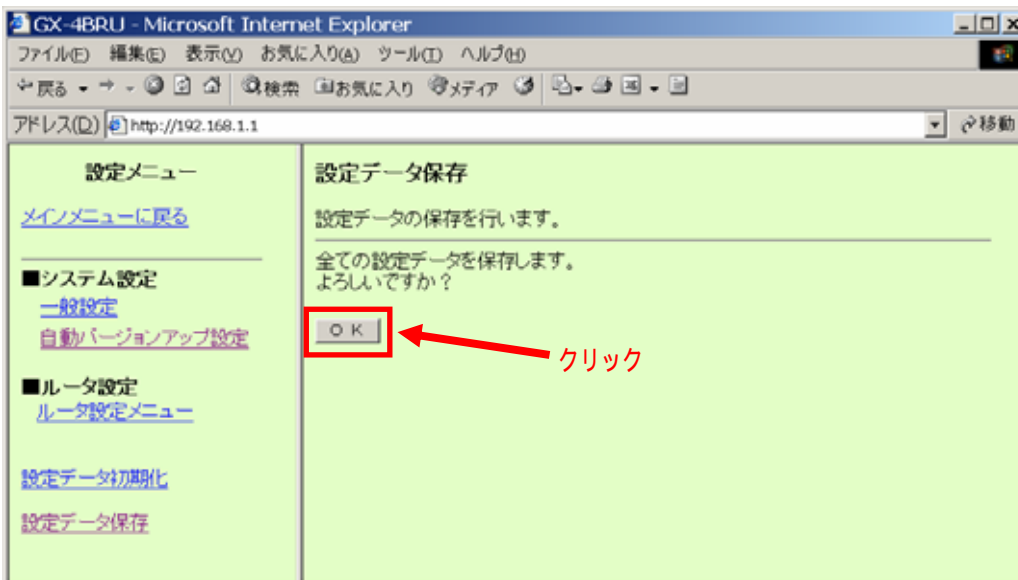 GX-4BRU - Microsoft Internet Explorer
ファイル(F) 編集(E) 表示(V) お気に入り(A) ツール(T) ヘルプ(H)
戻る 検索 お気に入り メディア
アドレス(D) http://192.168.1.1 移動
設定メニュー
メインメニューに戻る
■システム設定
一般設定
自動バージョンアップ設定
■ルータ設定
ルータ設定メニュー
設定データ初期化
設定データ保存
設定データ保存
設定データの保存を行います。
全ての設定データを保存します。
よろしいですか？
ＯＫ
クリック